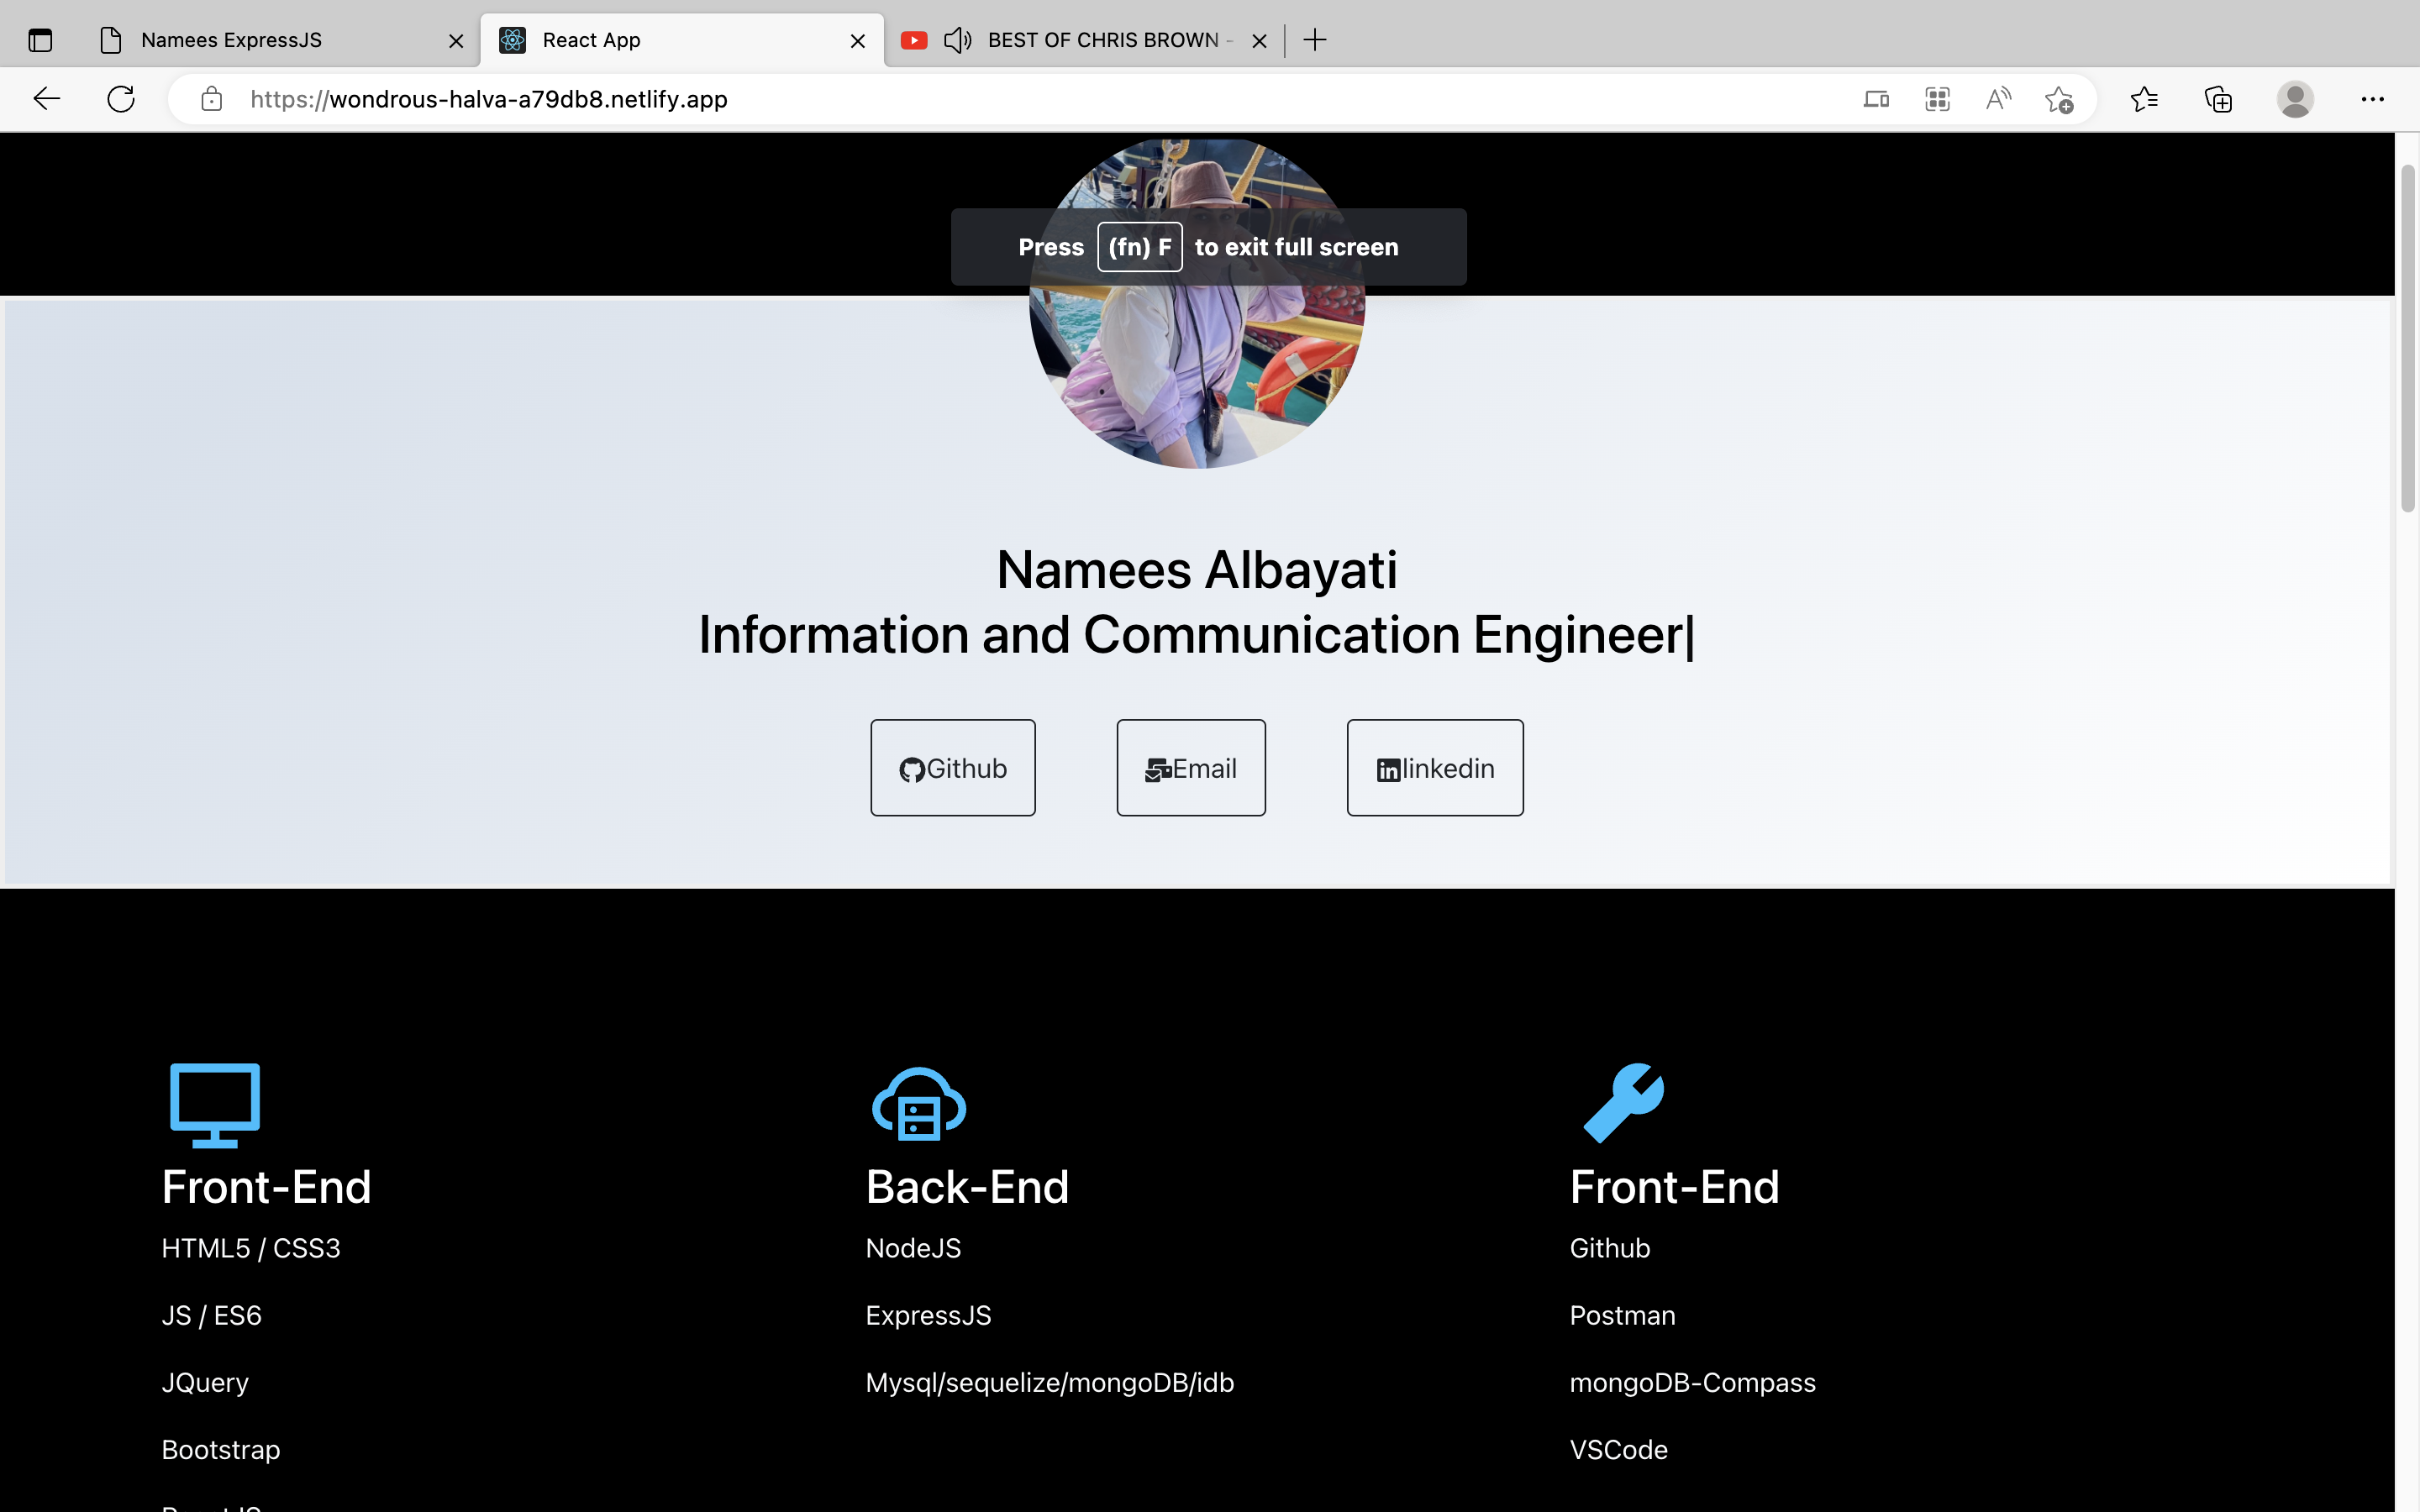 Namees ExpressJS
React App
BEST OF CHRIS BROWN -
https://wondrous-halva-a79db8.netlify.app
Press (fn) F to exit full screen
Namees Albayati
Information and Communication Engineer|
Github
Email
linkedin
Front-End
HTML5 / CSS3
JS / ES6
JQuery
Bootstrap
Back-End
NodeJS
ExpressJS
Mysql/sequelize/mongoDB/idb
Front-End
Github
Postman
mongoDB-Compass
VSCode